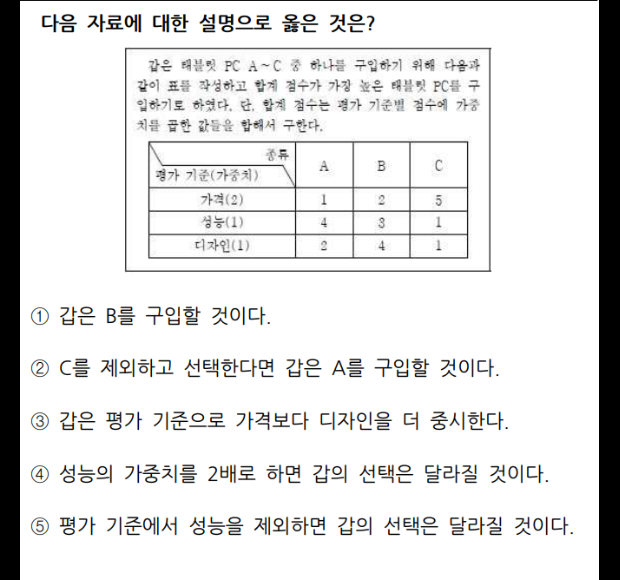 다음 자료에 대한 설명으로 옳은 것은?
갑은 태블릿 PC A～C 중 하나를 구입하기 위해 다음과
같이 표를 작성하고 합계 점수가 가장 높은 태블릿 PC를 구
입하기로 하였다. 단, 합계 점수는 평가 기준별 점수에 가중
치를 곱한 값들을 합해서 구한다.
종류
평가 기준(가중치) A B C
가격(2) 1 2 5
성능(1) 4 3 1
디자인(1) 2 4 1
① 갑은 B를 구입할 것이다.
② C를 제외하고 선택한다면 갑은 A를 구입할 것이다.
③ 갑은 평가 기준으로 가격보다 디자인을 더 중시한다.
④ 성능의 가중치를 2배로 하면 갑의 선택은 달라질 것이다.
⑤ 평가 기준에서 성능을 제외하면 갑의 선택은 달라질 것이다.